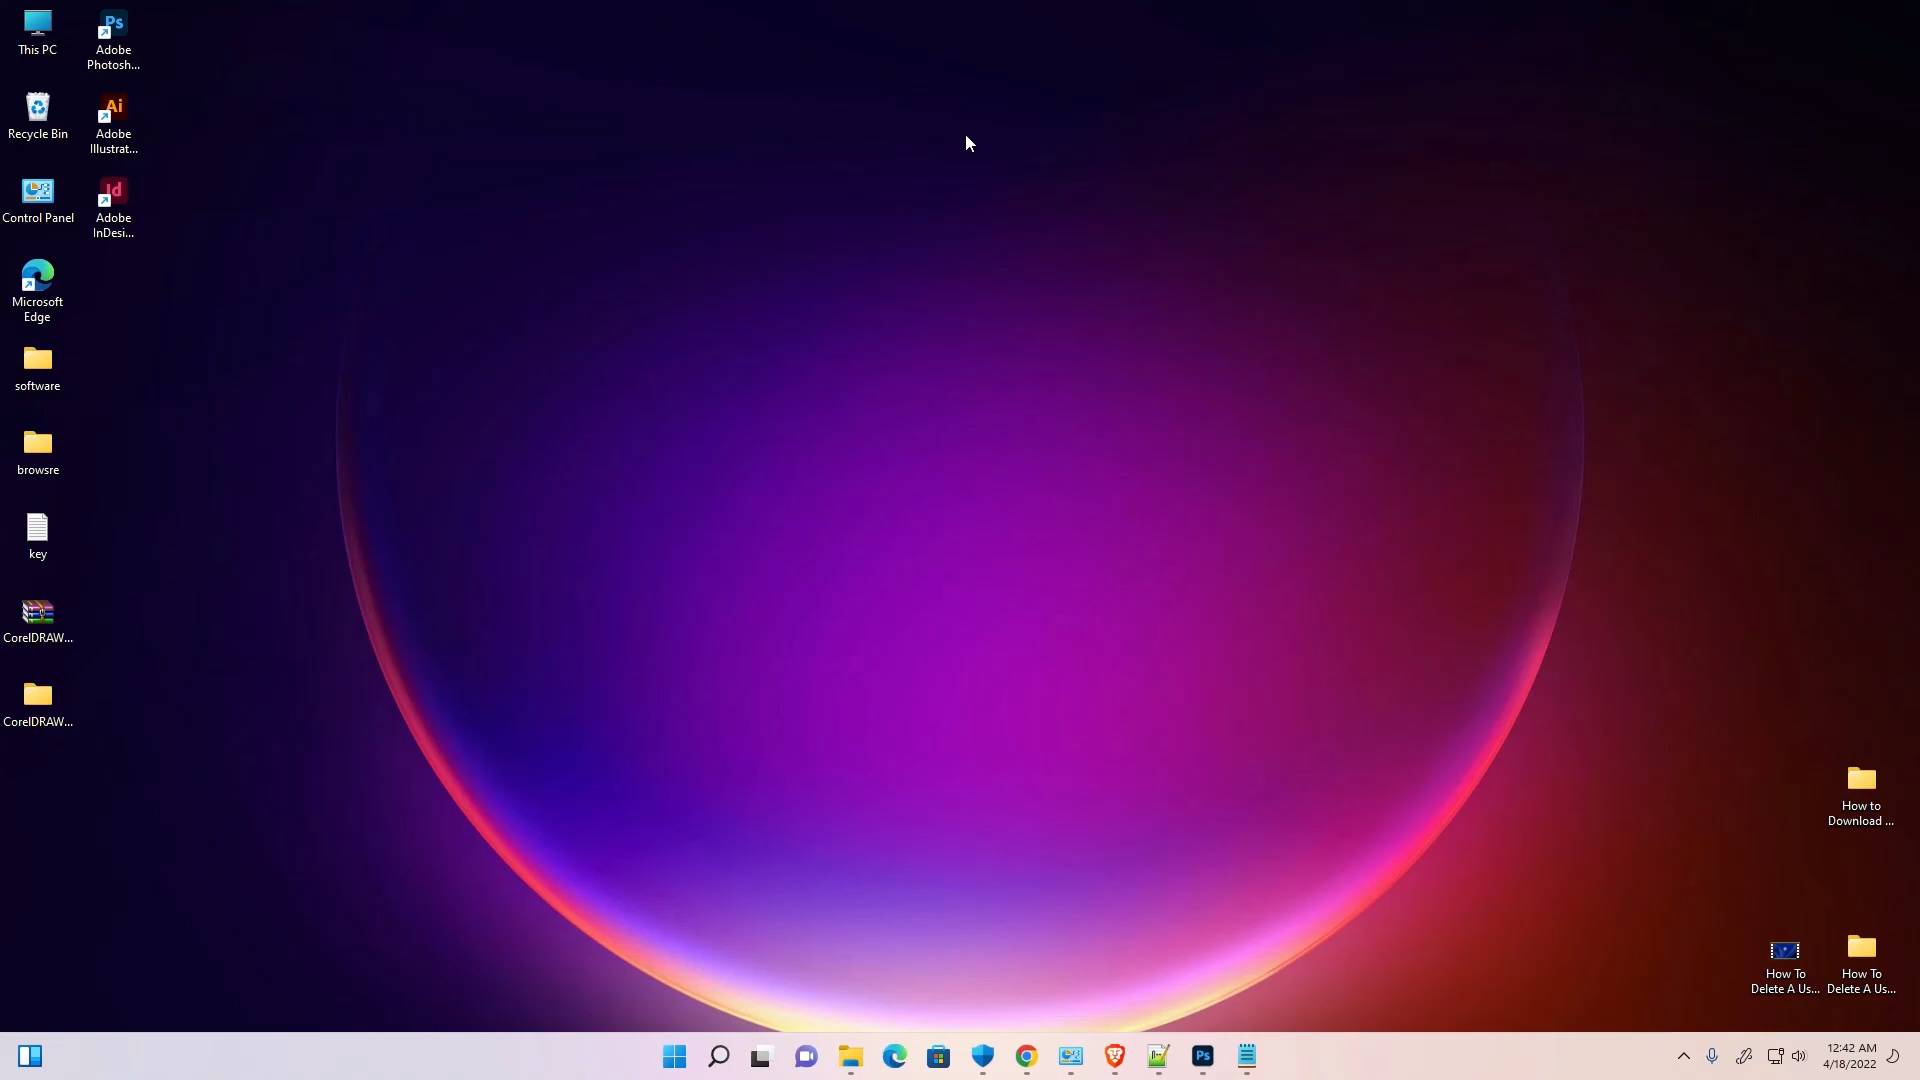 This PC
Ps
Adobe
Photosh...
Recycle Bin
Ai
Adobe
Illustrat...
Control Panel
Id
Adobe
InDesi...
Microsoft
Edge
software
browsre
key
CorelDRAW...
CorelDRAW...
How to
Download ...
How To
Delete A Us...
How To
Delete A Us...
Ps
12:42 AM
4/18/2022